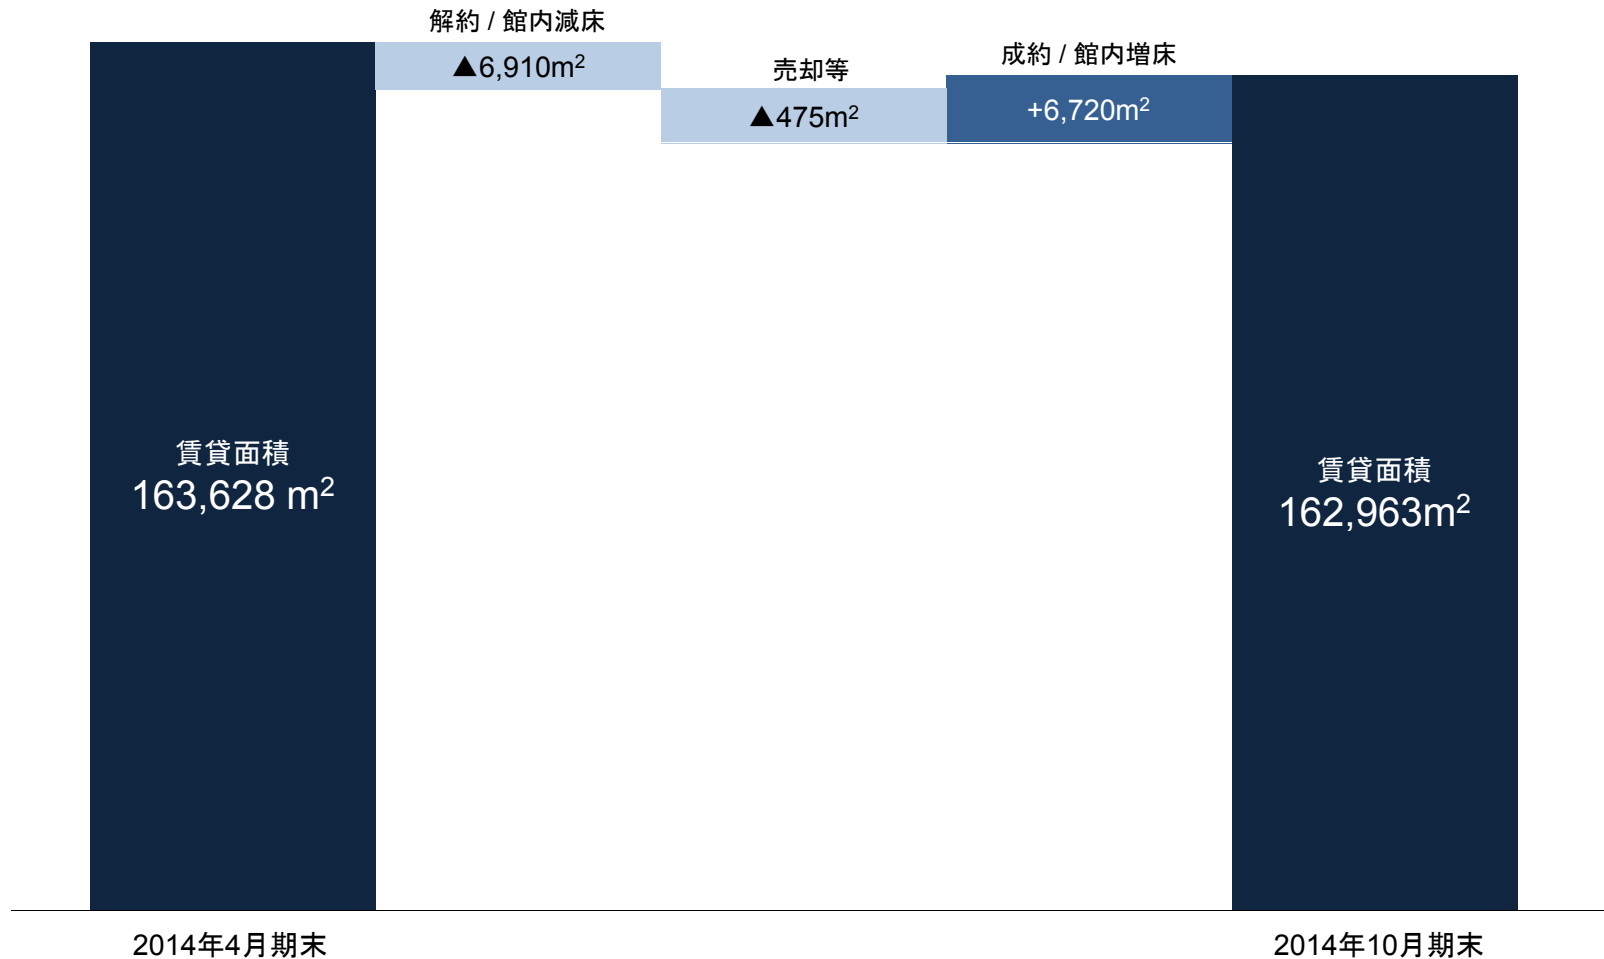 解約 / 館内減床
▲6,910m²
売却等
▲475m²
成約 / 館内増床
+6,720m²
賃貸面積
163,628 m²
賃貸面積
162,963m²
2014年4月期末
2014年10月期末